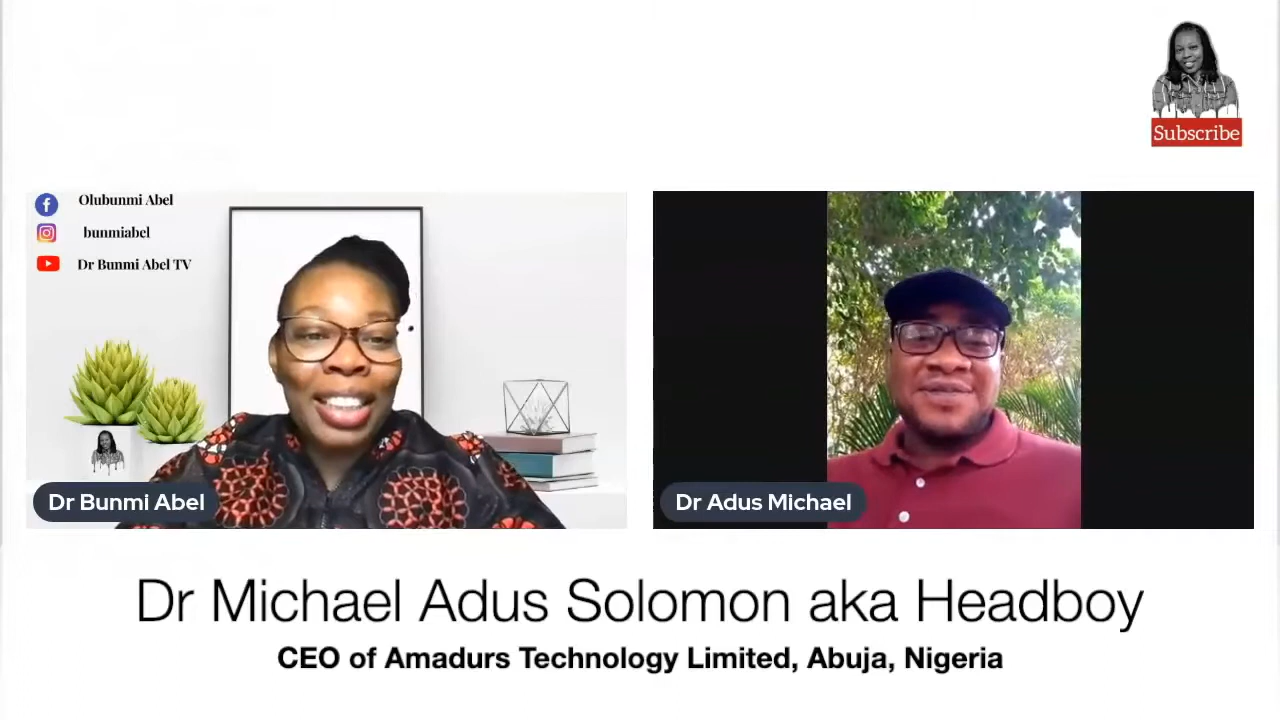 Subscribe
Olubunmi Abel
bunmiabel
Dr Bunmi Abel TV
Dr Bunmi Abel
Dr Adus Michael
Dr Michael Adus Solomon aka Headboy
CEO of Amadurs Technology Limited, Abuja, Nigeria